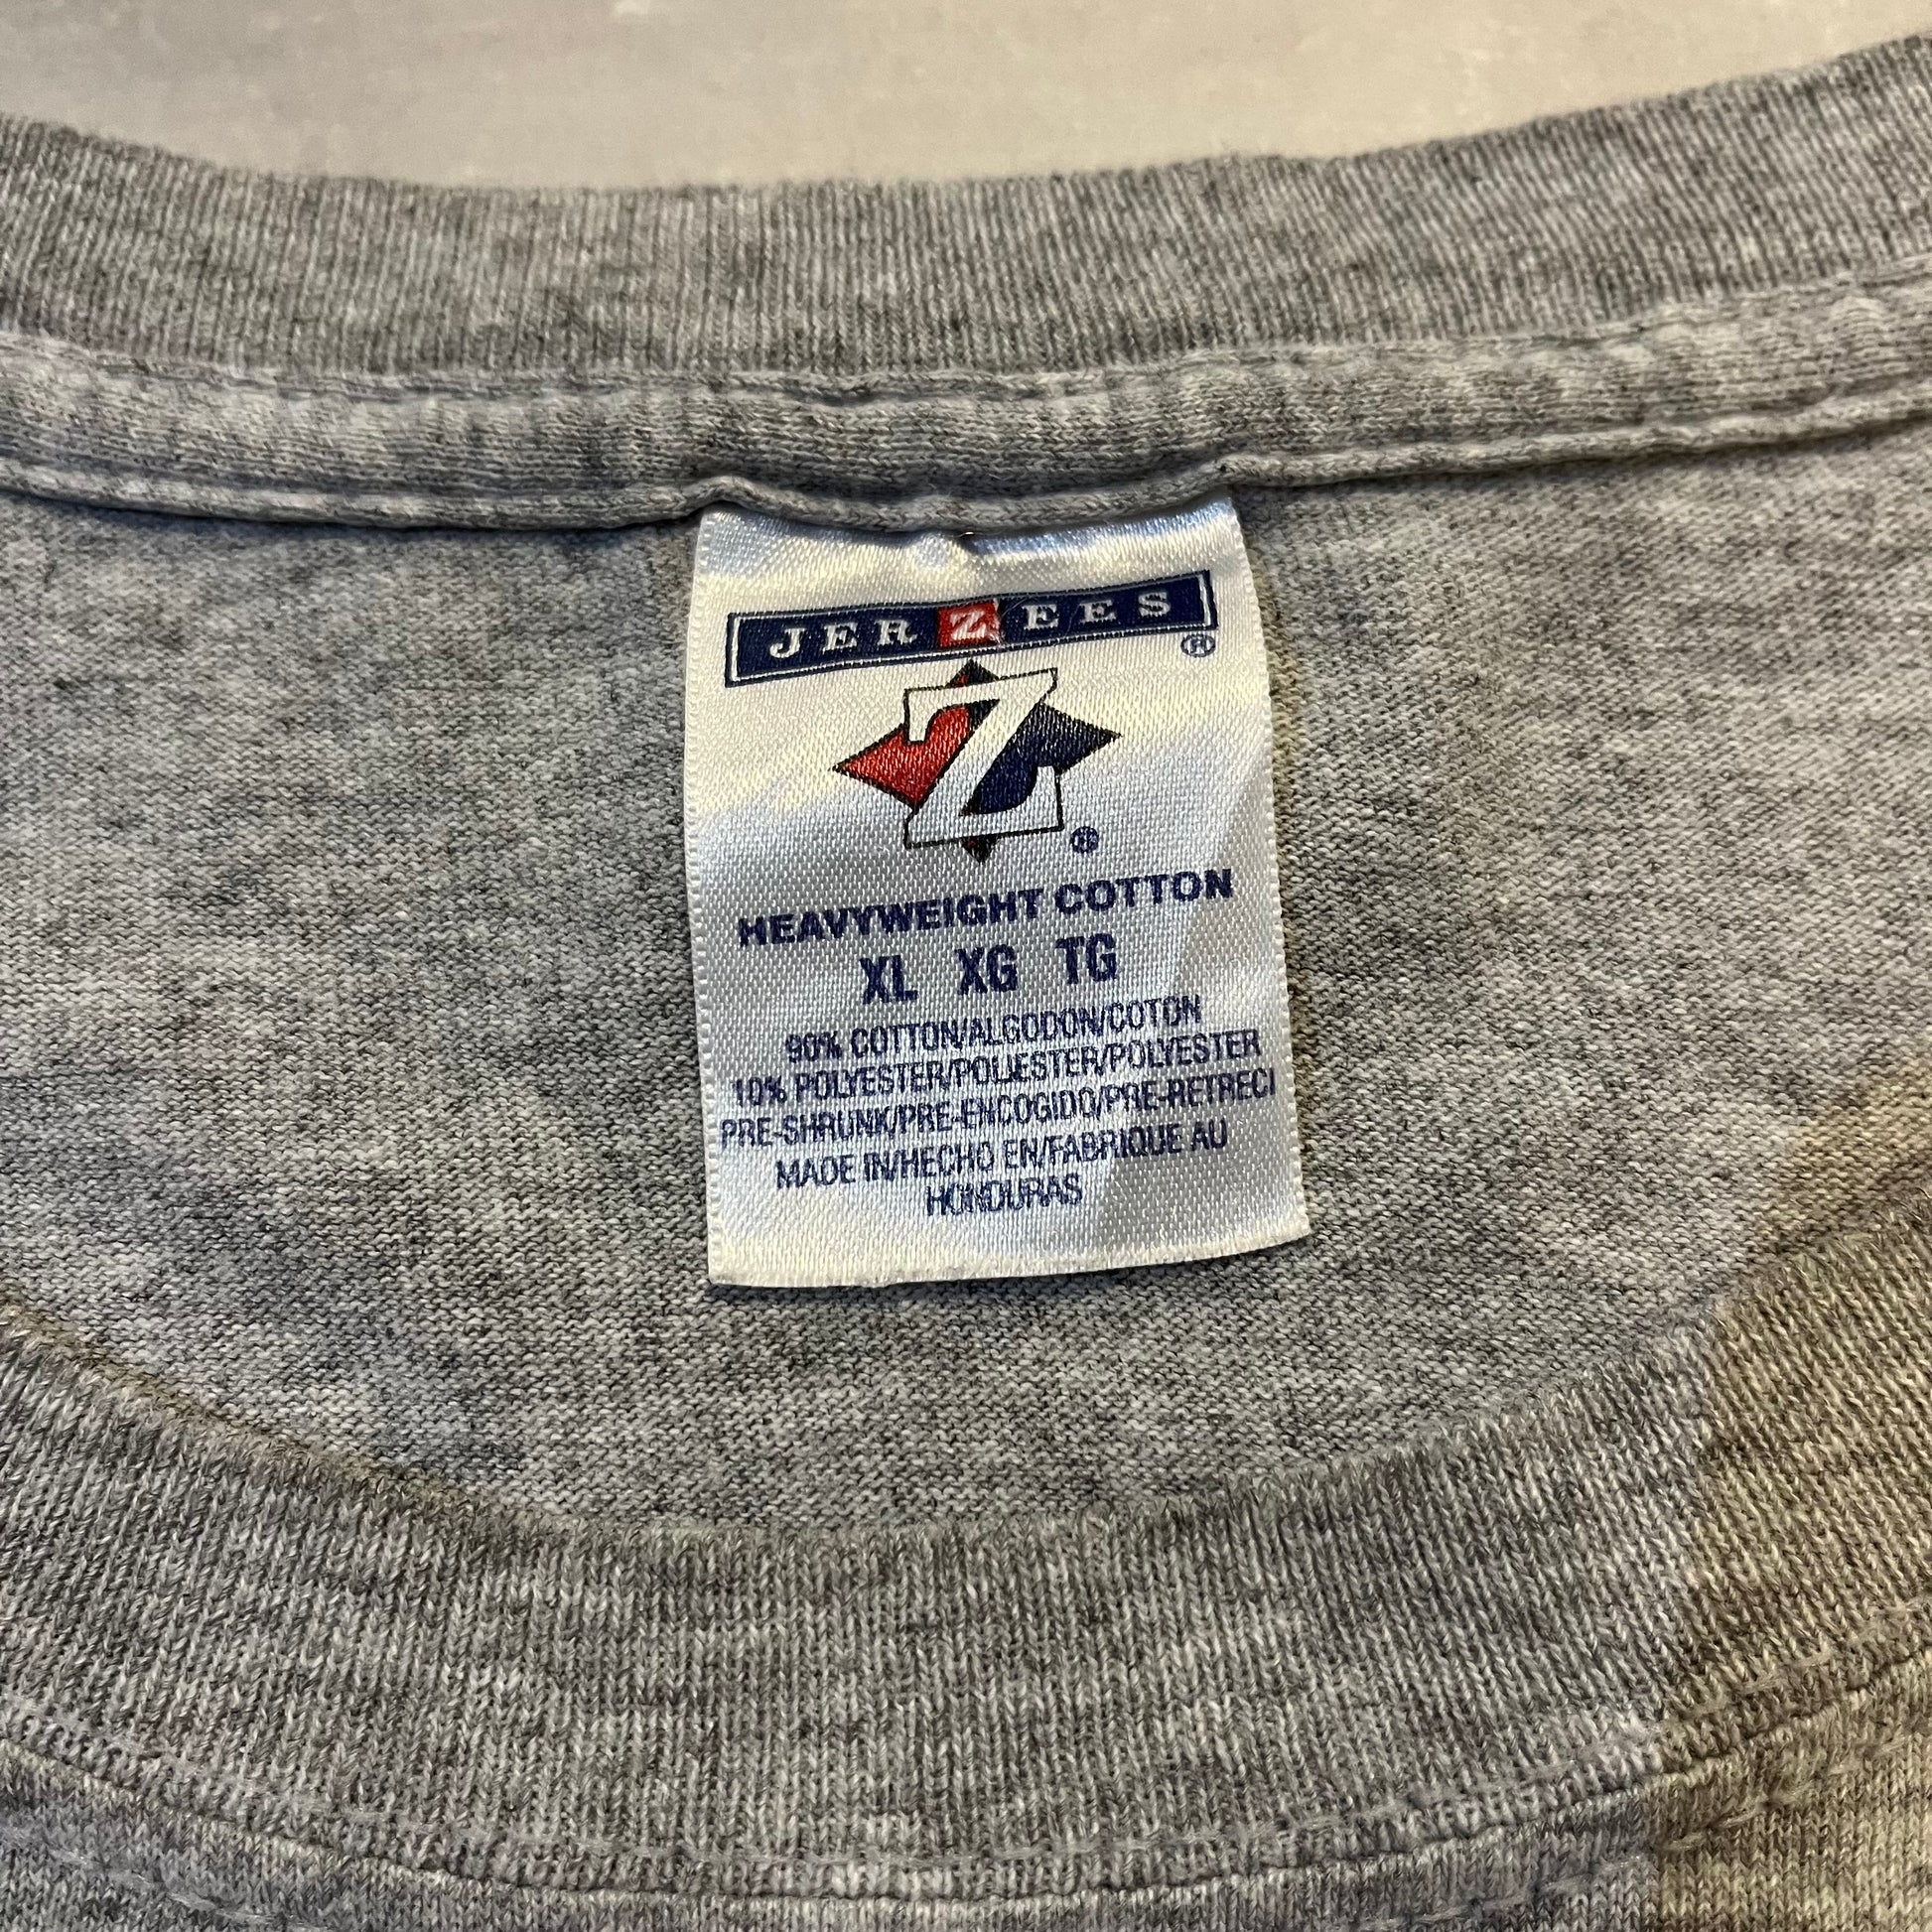 JERZEES ®
Z ®
HEAVYWEIGHT COTTON
XL XG TG
90% COTTON/ALGODON/COTON
10% POLYESTER/POLIESTER/POLYESTER
PRE-SHRUNK/PRE-ENCOGIDO/PRE-RETRECI
MADE IN/HECHO EN/FABRIQUE AU
HONDURAS